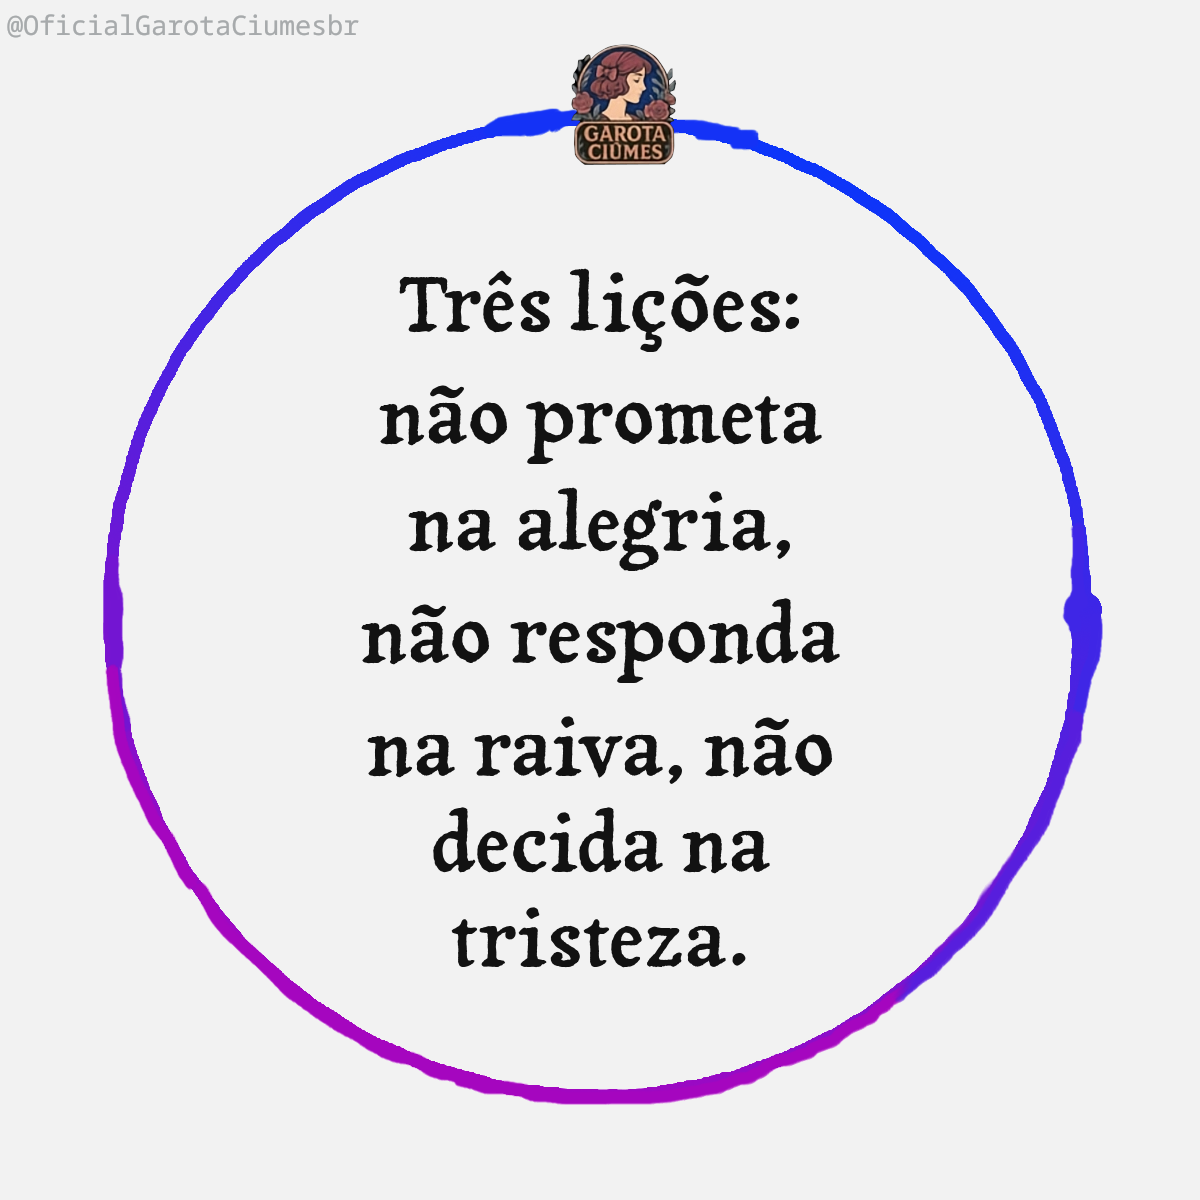 @OficialGarotaCiumesbr
GAROTA
CIÚMES
Três lições:
não prometa
na alegria,
não responda
na raiva, não
decida na
tristeza.